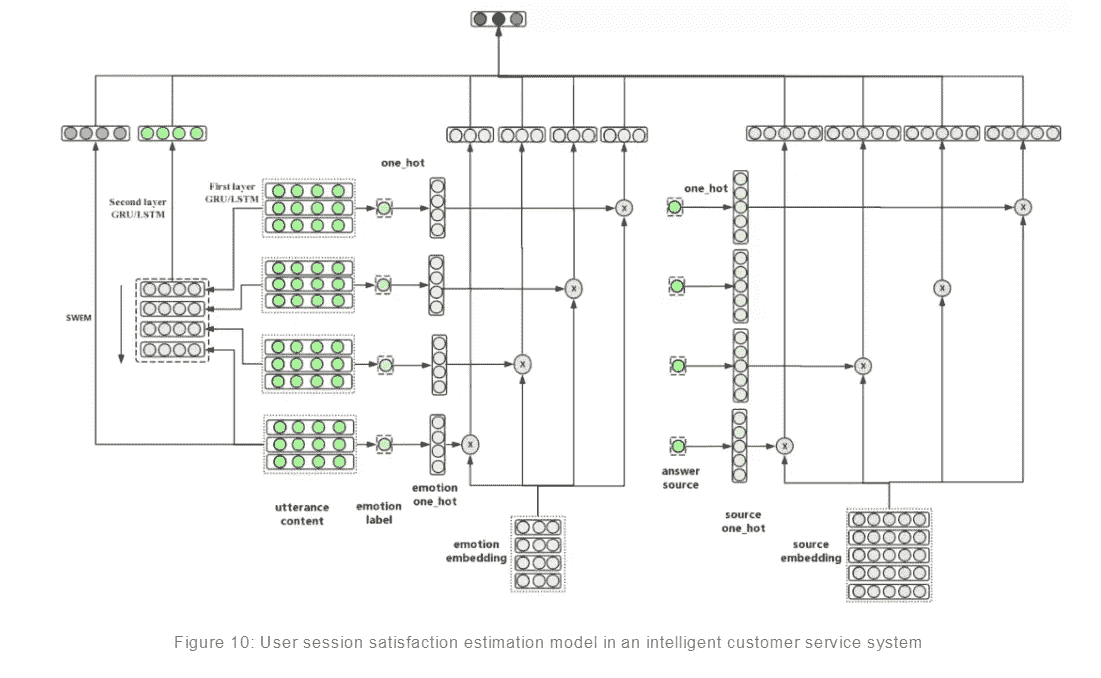 one_hot
First layer
GRU/LSTM
one_hot
Second layer
GRU/LSTM
SWEM
x
x
x
x
x
x
x
x
answer
source
emotion
one_hot
utterance
content
emotion
label
source
one_hot
emotion
embedding
source
embedding
Figure 10: User session satisfaction estimation model in an intelligent customer service system